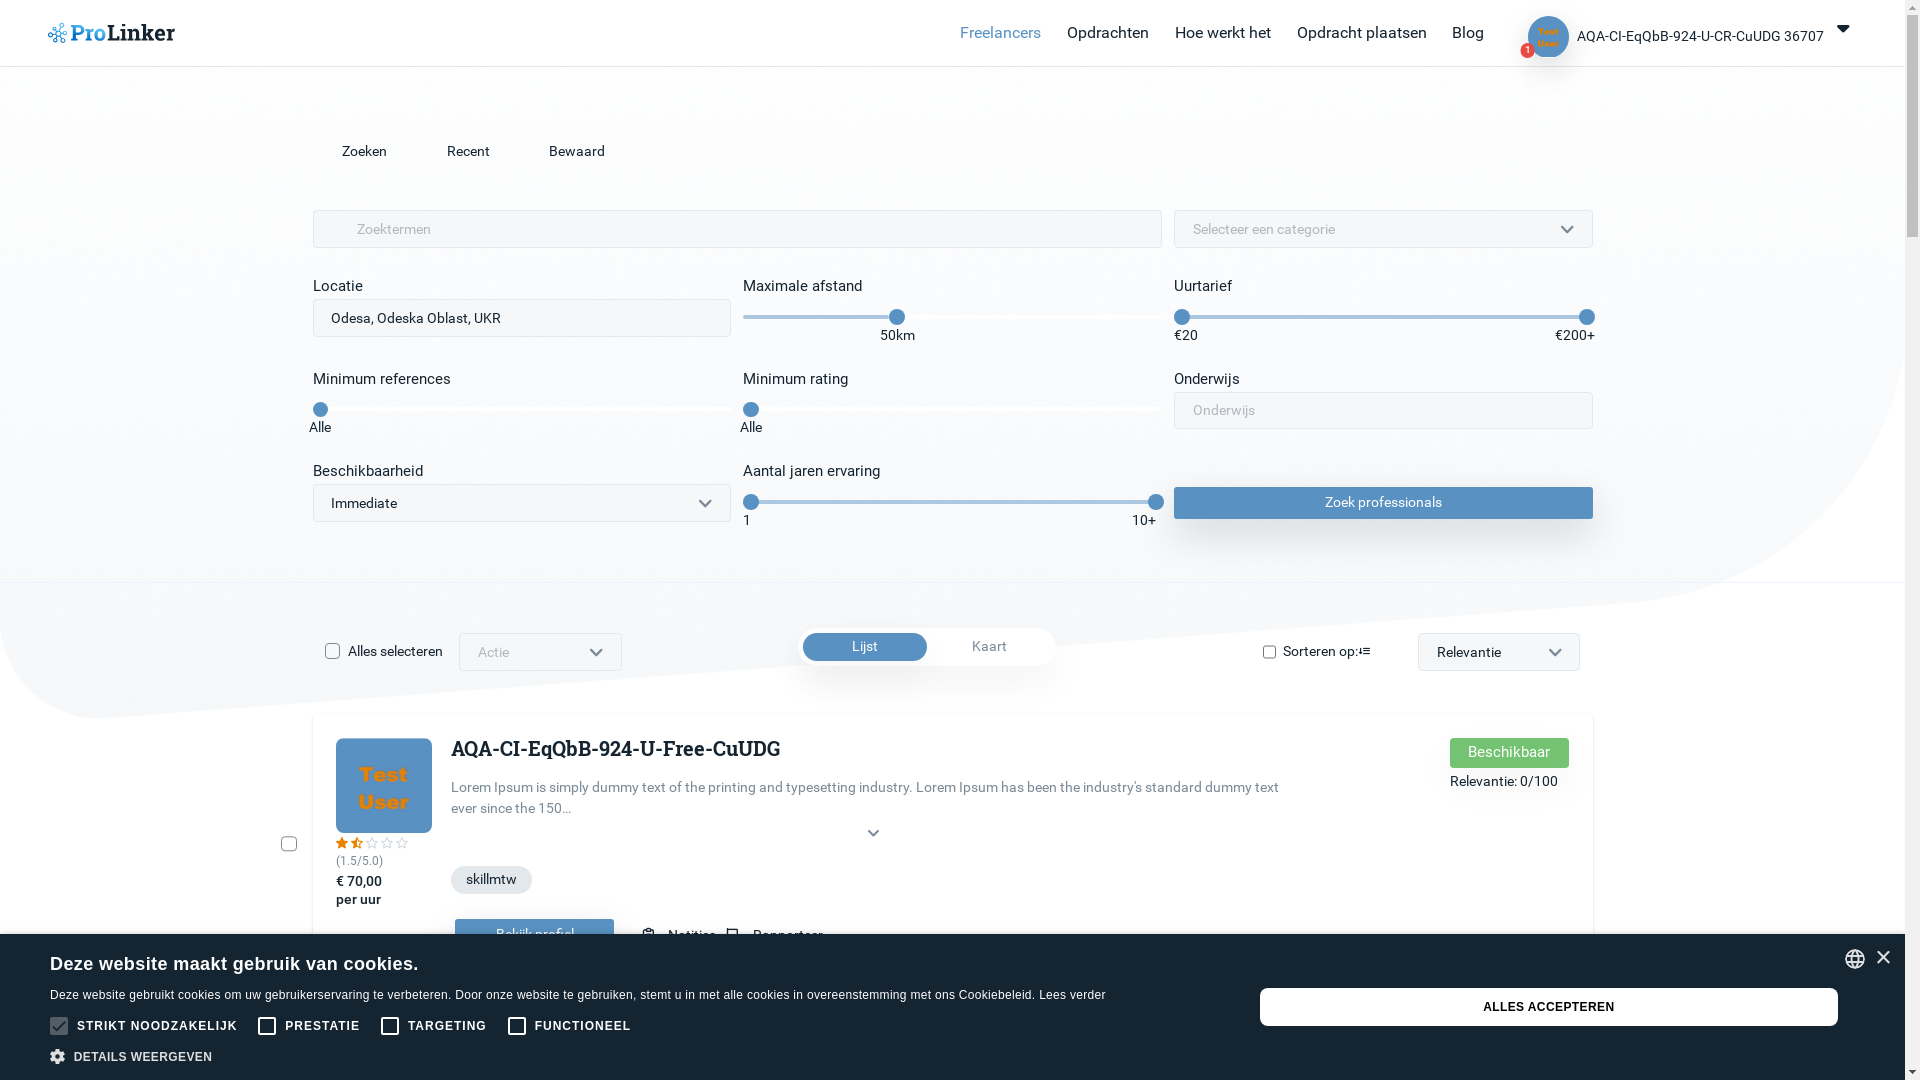 ProLinker
Freelancers
Opdrachten
Hoe werkt het
Opdracht plaatsen
Blog
Test
User
1
AQA-CI-EqQbB-924-U-CR-CuUDG 36707
Zoeken
Recent
Bewaard
Zoektermen
Selecteer een categorie
Locatie
Maximale afstand
Uurtarief
Odesa, Odeska Oblast, UKR
50km
€20
€200+
Minimum references
Minimum rating
Onderwijs
Alle
Alle
Onderwijs
Beschikbaarheid
Aantal jaren ervaring
Immediate
1
10+
Zoek professionals
Alles selecteren
Actie
Lijst
Kaart
Sorteren op:
Relevantie
Test
User
AQA-CI-EqQbB-924-U-Free-CuUDG
Beschikbaar
Relevantie: 0/100
Lorem Ipsum is simply dummy text of the printing and typesetting industry. Lorem Ipsum has been the industry's standard dummy text
ever since the 150...
(1.5/5.0)
€ 70,00
per uur
skillmtw
Bekijk profiel
Notities
Rapporteer
Deze website maakt gebruik van cookies.
Deze website gebruikt cookies om uw gebruikerservaring te verbeteren. Door onze website te gebruiken, stemt u in met alle cookies in overeenstemming met ons Cookiebeleid. Lees verder
STRIKT NOODZAKELIJK
PRESTATIE
TARGETING
FUNCTIONEEL
DETAILS WEERGEVEN
ALLES ACCEPTEREN